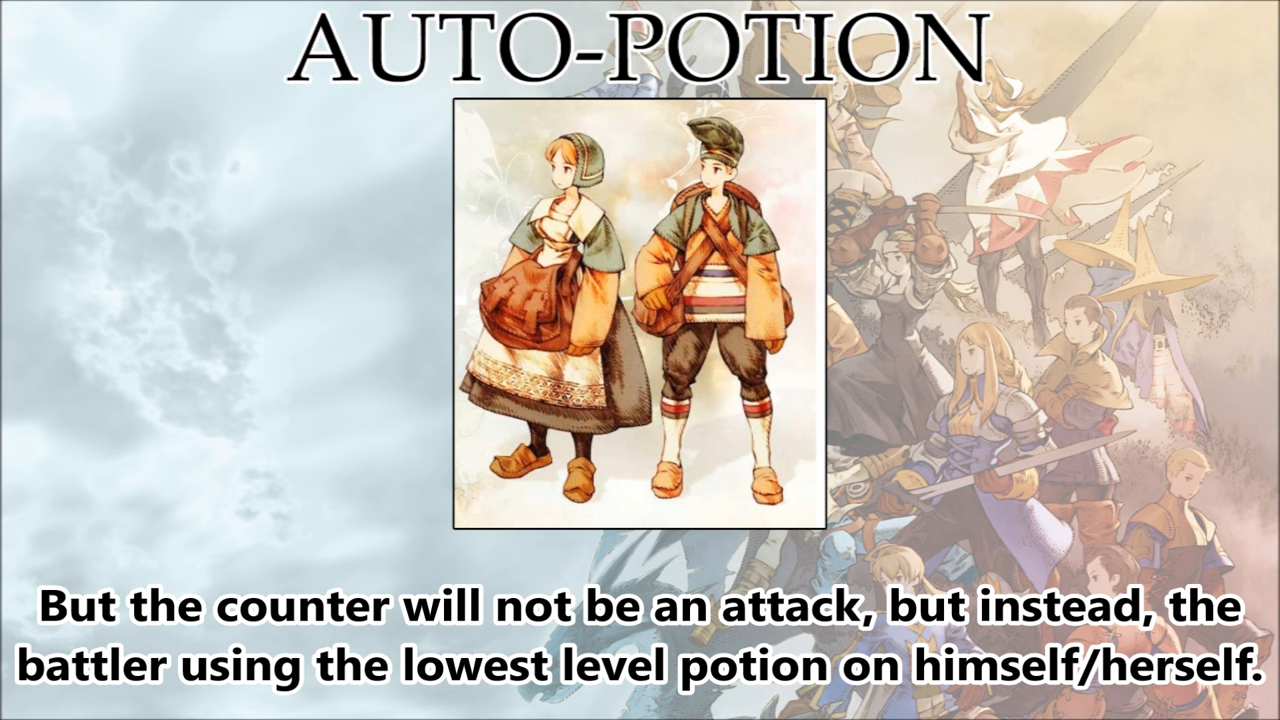 AUTO-POTION
But the counter will not be an attack, but instead, the
battler using the lowest level potion on himself/herself.